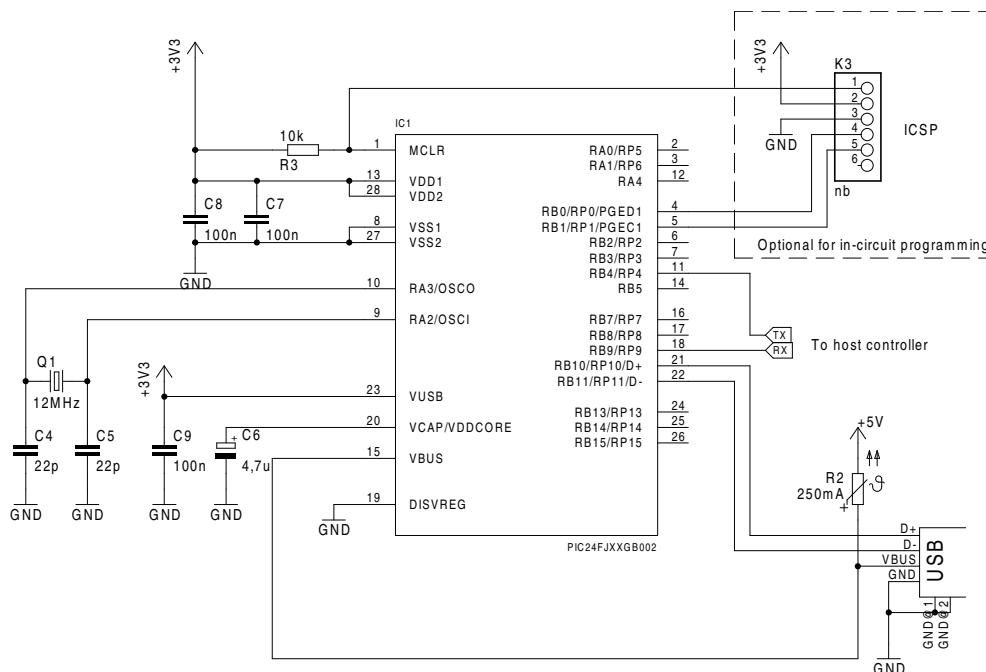 +3V3
+3V3
K3
1
2
3
4
5
6
ICSP
GND
nb
Optional for in-circuit programming
IC1
10k
R3
1 MCLR
13 VDD1
28 VDD2
8 VSS1
27 VSS2
10 RA3/OSCO
9 RA2/OSCI
23 VUSB
20 VCAP/VDDCORE
15 VBUS
19 DISVREG
RA0/RP5 2
RA1/RP6 3
RA4 12
RB0/RP0/PGED1 4
RB1/RP1/PGEC1 5
RB2/RP2 6
RB3/RP3 7
RB4/RP4 11
RB5 14
RB7/RP7 16
RB8/RP8 17
RB9/RP9 18
RB10/RP10/D+ 21
RB11/RP11/D- 22
RB13/RP13 24
RB14/RP14 25
RB15/RP15 26
PIC24FJXXGB002
C8
100n
C7
100n
GND
Q1
12MHz
C4
22p
GND
C5
22p
GND
+3V3
C9
100n
GND
+
C6
4,7u
GND
GND
TX
RX
To host controller
+5V
R2
250mA
+
ϑ
D+
D-
VBUS
GND
USB
GND@1
GND@2
GND